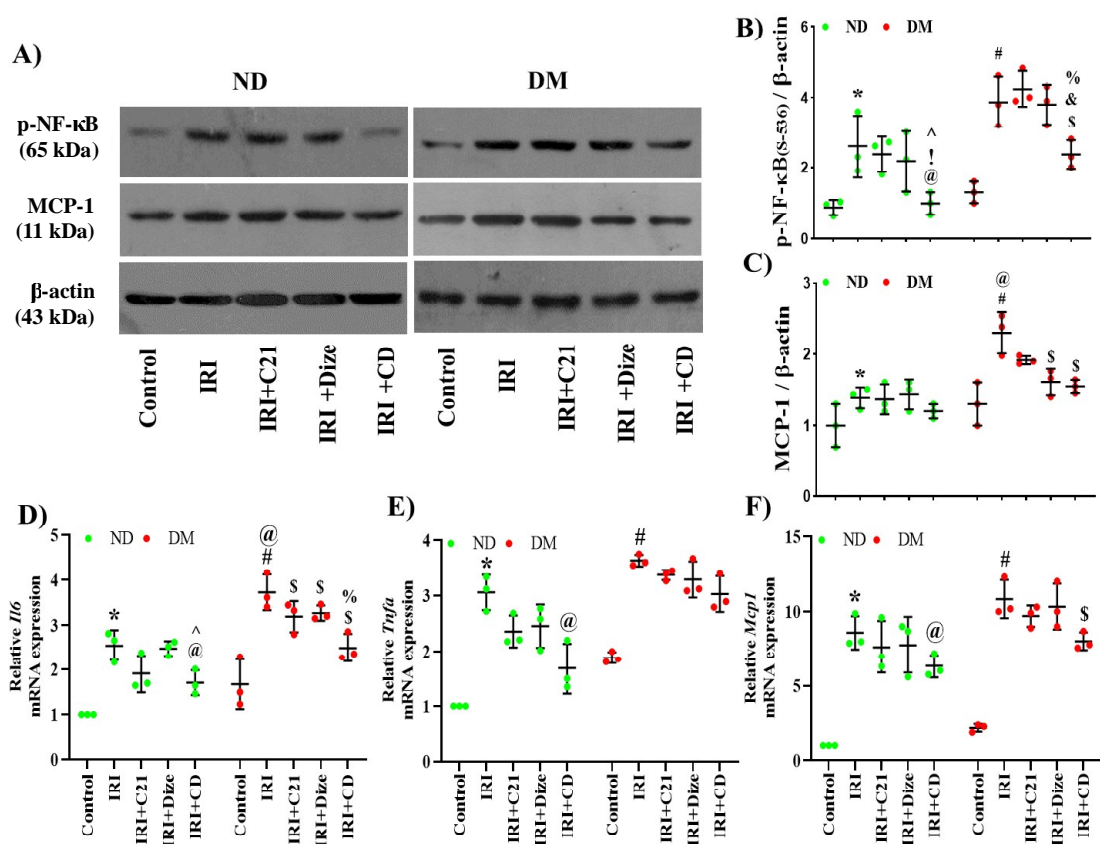 A)
ND
DM
p-NF-κB
(65 kDa)
MCP-1
(11 kDa)
β-actin
(43 kDa)
Control
IRI
IRI+C21
IRI +Dize
IRI +CD
Control
IRI
IRI+C21
IRI +Dize
IRI +CD
B)
ND
DM
p-NF-κB(s-536) / β-actin
6
4
2
0
*
^
!
@
#
%
&
$
C)
ND
DM
MCP-1 / β-actin
3
2
1
0
*
@
#
$
$
D)
ND
DM
Relative Il6
mRNA expression
5
4
3
2
1
0
*
^
@
@
#
$
$
%
$
Control
IRI
IRI+C21
IRI+Dize
IRI+CD
Control
IRI
IRI+C21
IRI+Dize
IRI+CD
E)
ND
DM
Relative Tnfa
mRNA expression
4
3
2
1
0
*
@
#
Control
IRI
IRI+C21
IRI+Dize
IRI+CD
Control
IRI
IRI+C21
IRI+Dize
IRI+CD
F)
ND
DM
Relative Mcp1
mRNA expression
15
10
5
0
*
@
#
$
Control
IRI
IRI+C21
IRI+Dize
IRI+CD
Control
IRI
IRI+C21
IRI+Dize
IRI+CD